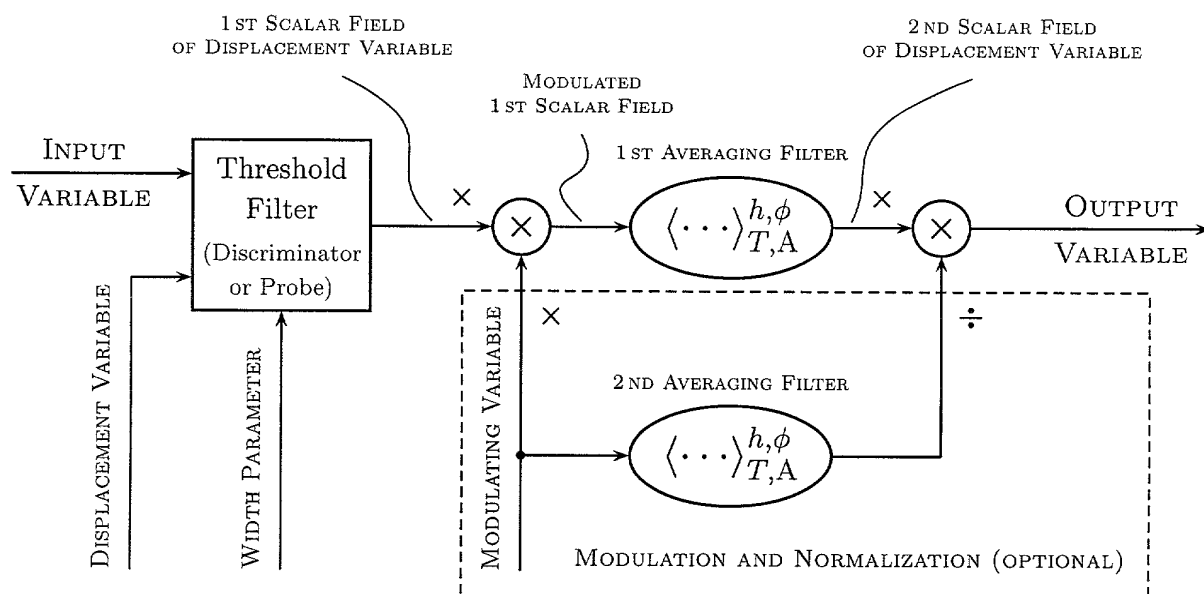 1ST SCALAR FIELD
OF DISPLACEMENT VARIABLE
2ND SCALAR FIELD
OF DISPLACEMENT VARIABLE
MODULATED
1ST SCALAR FIELD
INPUT
VARIABLE
Threshold
Filter
(Discriminator
or Probe)
1ST AVERAGING FILTER
×
×
⟨···⟩ h,ϕ T,A
×
×
OUTPUT
VARIABLE
DISPLACEMENT VARIABLE
WIDTH PARAMETER
MODULATING VARIABLE
×
÷
2ND AVERAGING FILTER
⟨···⟩ h,ϕ T,A
MODULATION AND NORMALIZATION (OPTIONAL)